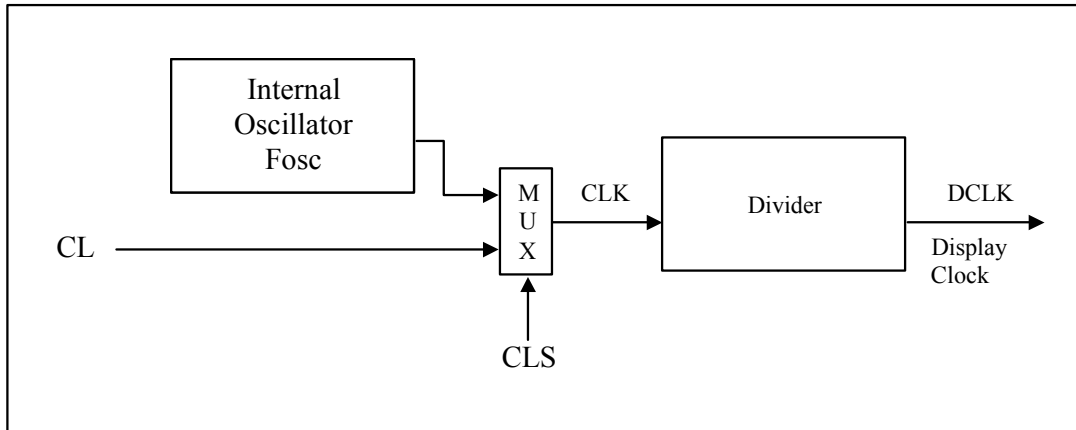 Internal
Oscillator
Fosc
M
U
X
CLK
Divider
DCLK
CL
Display
Clock
CLS